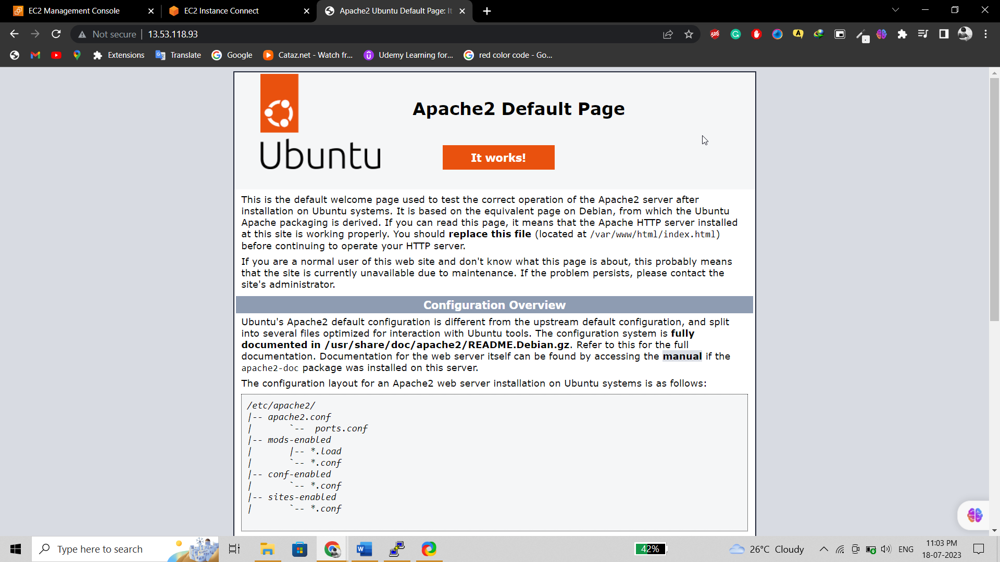 EC2 Management Console
EC2 Instance Connect
Apache2 Ubuntu Default Page: It
Not secure
13.53.118.93
Extensions
Translate
Google
Cataz.net - Watch fr...
Udemy Learning for...
red color code - Go...
Apache2 Default Page
Ubuntu
It works!
This is the default welcome page used to test the correct operation of the Apache2 server after
installation on Ubuntu systems. It is based on the equivalent page on Debian, from which the Ubuntu
Apache packaging is derived. If you can read this page, it means that the Apache HTTP server installed
at this site is working properly. You should replace this file (located at /var/www/html/index.html)
before continuing to operate your HTTP server.
If you are a normal user of this web site and don't know what this page is about, this probably means
that the site is currently unavailable due to maintenance. If the problem persists, please contact the
site's administrator.
Configuration Overview
Ubuntu's Apache2 default configuration is different from the upstream default configuration, and split
into several files optimized for interaction with Ubuntu tools. The configuration system is fully
documented in /usr/share/doc/apache2/README.Debian.gz. Refer to this for the full
documentation. Documentation for the web server itself can be found by accessing the manual if the
apache2-doc package was installed on this server.
The configuration layout for an Apache2 web server installation on Ubuntu systems is as follows:
/etc/apache2/
|-- apache2.conf
|       `--  ports.conf
|-- mods-enabled
|       |-- *.load
|       `-- *.conf
|-- conf-enabled
|       `-- *.conf
|-- sites-enabled
|       `-- *.conf
Type here to search
42%
26°C Cloudy
ENG
11:03 PM
18-07-2023